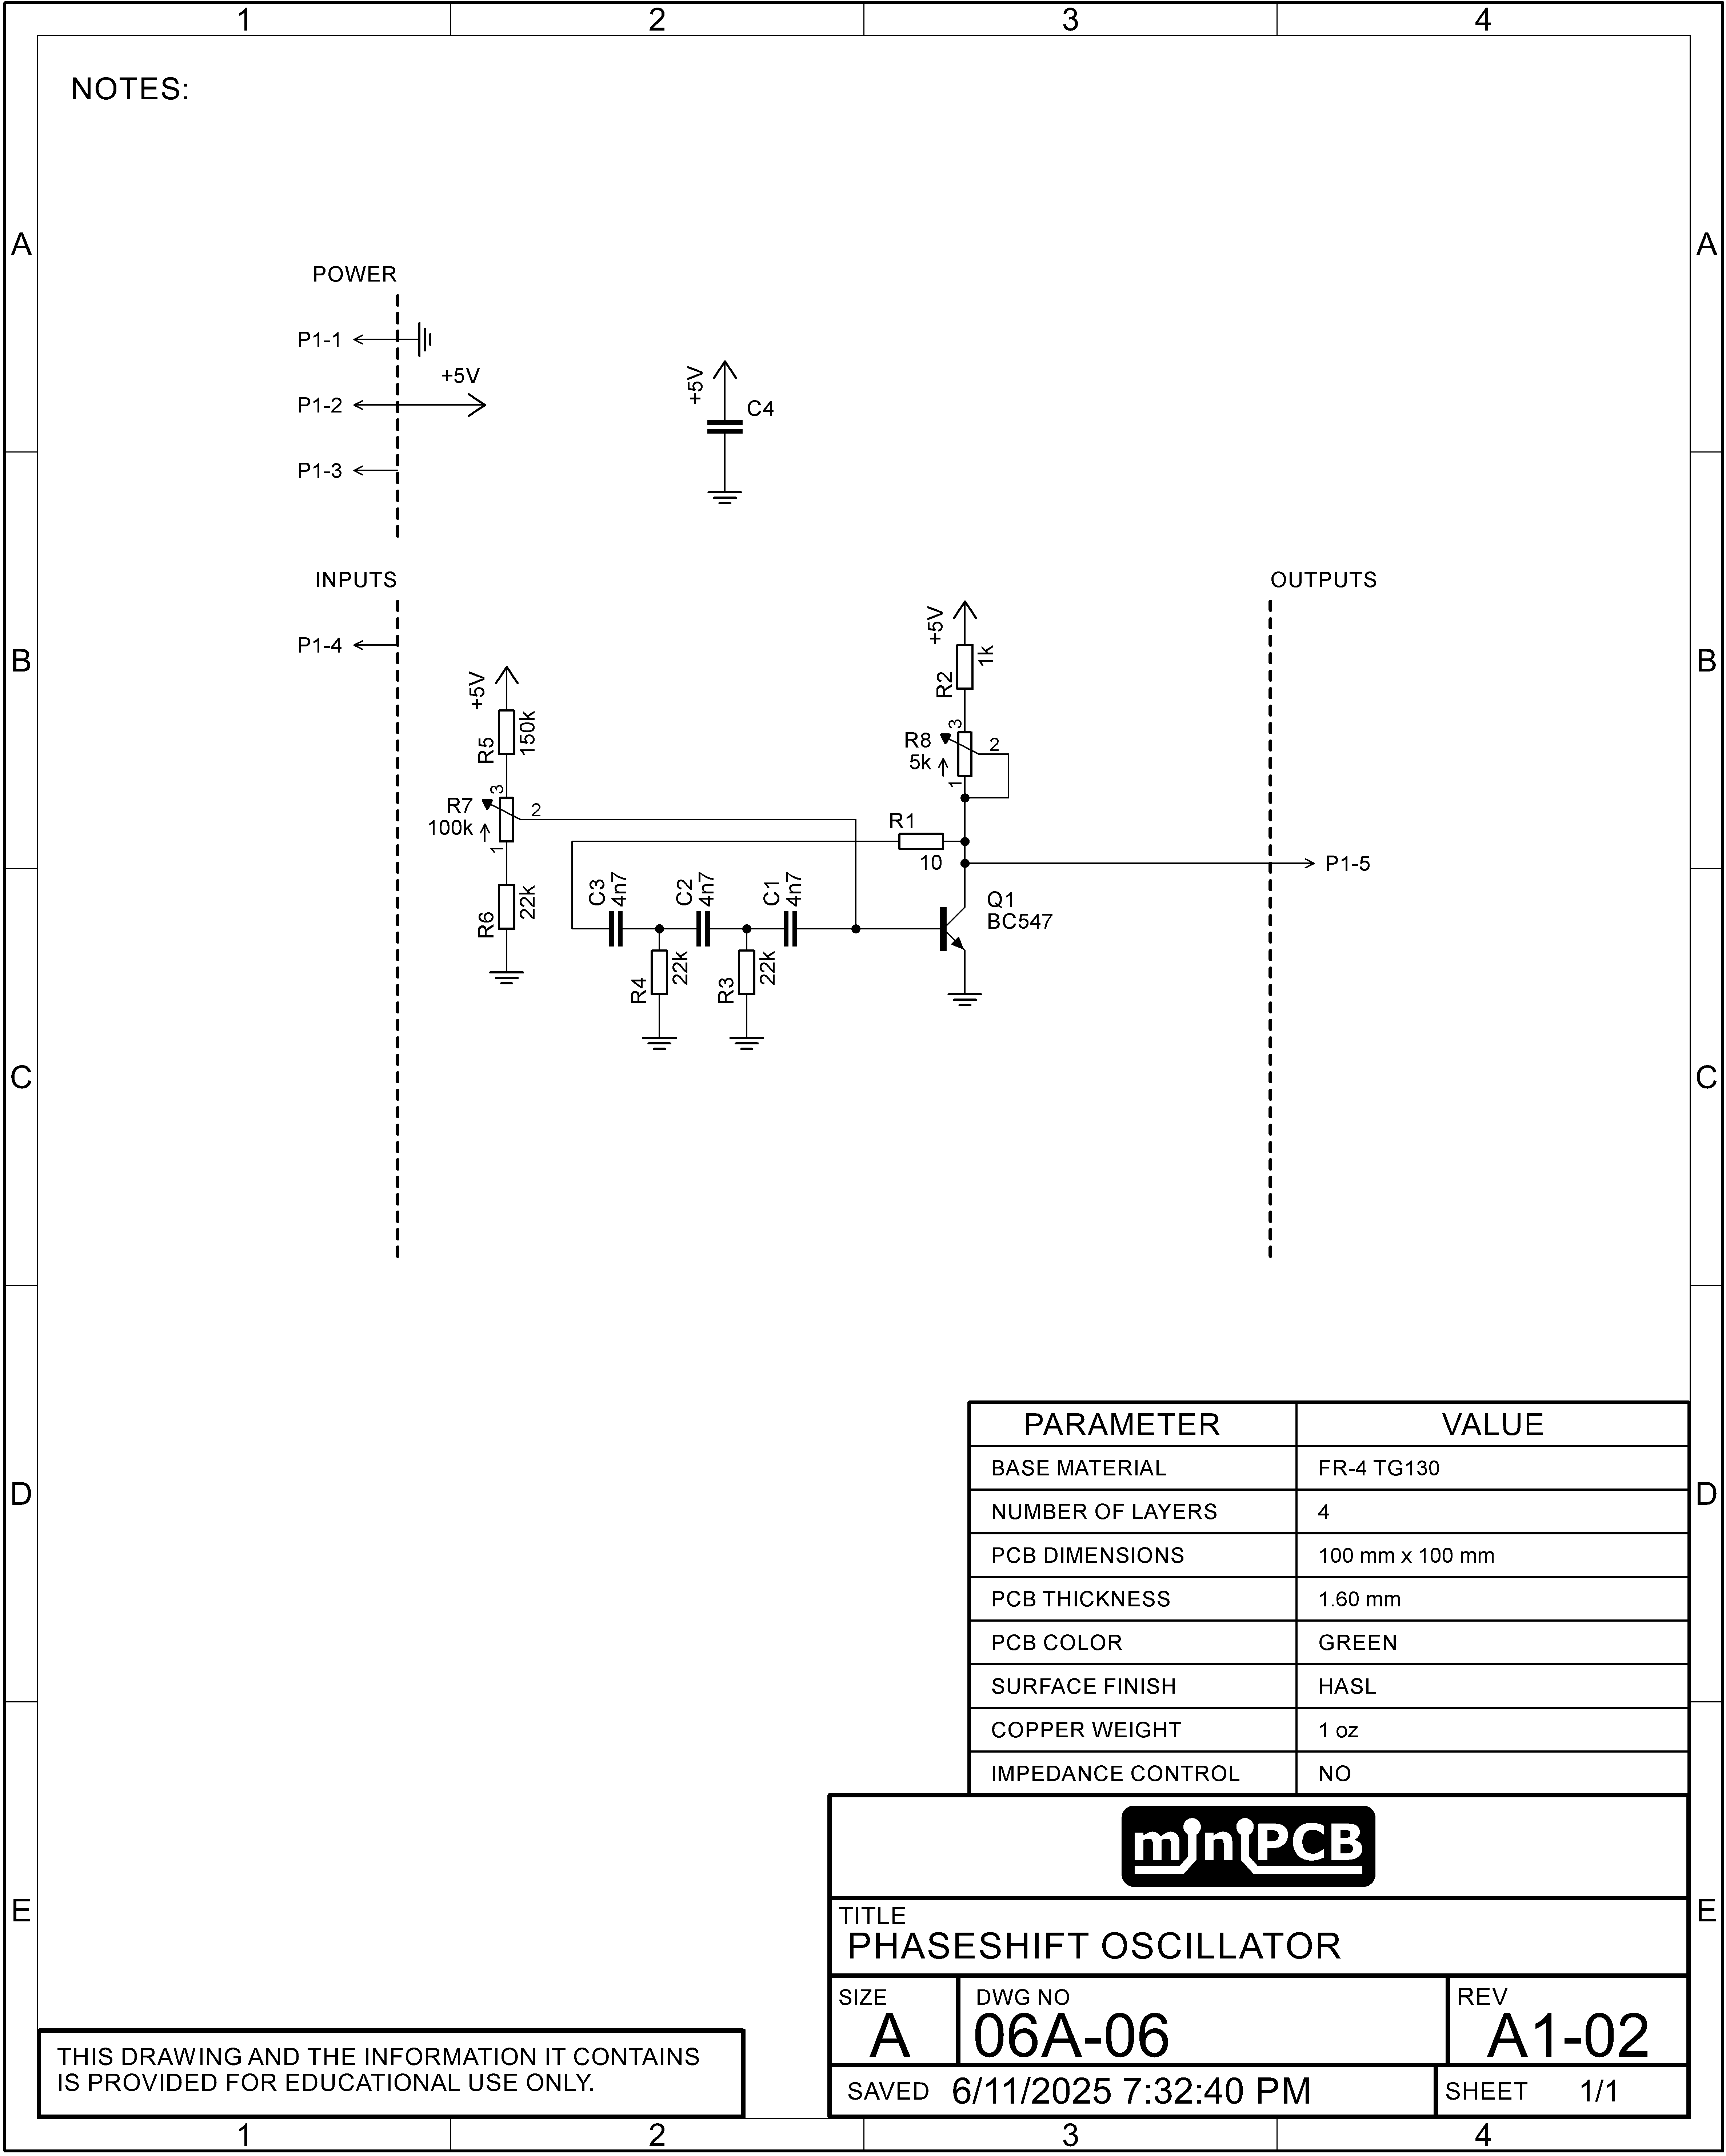 1 2 3 4
NOTES:
A A
POWER
P1-1
+5V
P1-2
P1-3
+5V
C4
INPUTS
P1-4
OUTPUTS
B B
+5V
R2
1k
+5V
R5
150k
R8
5k
3
2
1
R7
100k
3
2
1
R1
10
P1-5
R6
22k
C3
4n7
C2
4n7
C1
4n7
Q1
BC547
R4
22k
R3
22k
C C
D D
PARAMETER VALUE
BASE MATERIAL FR-4 TG130
NUMBER OF LAYERS 4
PCB DIMENSIONS 100 mm x 100 mm
PCB THICKNESS 1.60 mm
PCB COLOR GREEN
SURFACE FINISH HASL
COPPER WEIGHT 1 oz
IMPEDANCE CONTROL NO
miniPCB
E E
TITLE
PHASESHIFT OSCILLATOR
SIZE DWG NO REV
A 06A-06 A1-02
SAVED 6/11/2025 7:32:40 PM SHEET 1/1
THIS DRAWING AND THE INFORMATION IT CONTAINS
IS PROVIDED FOR EDUCATIONAL USE ONLY.
1 2 3 4